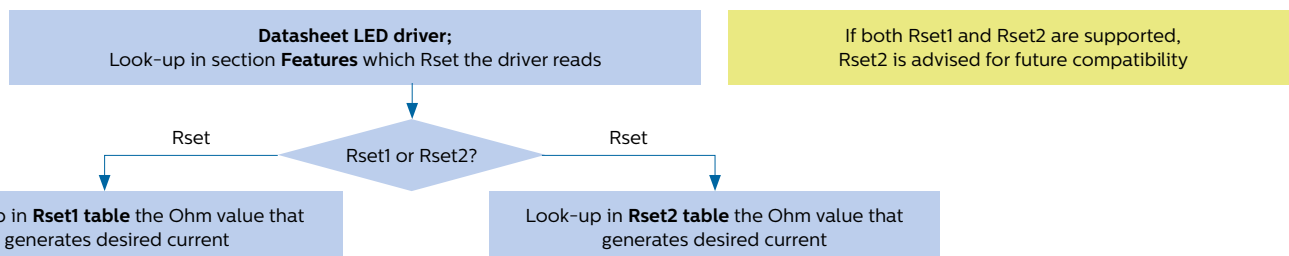 Datasheet LED driver;
Look-up in section Features which Rset the driver reads
If both Rset1 and Rset2 are supported,
Rset2 is advised for future compatibility
Rset
Rset
Rset1 or Rset2?
in Rset1 table the Ohm value that
generates desired current
Look-up in Rset2 table the Ohm value that
generates desired current